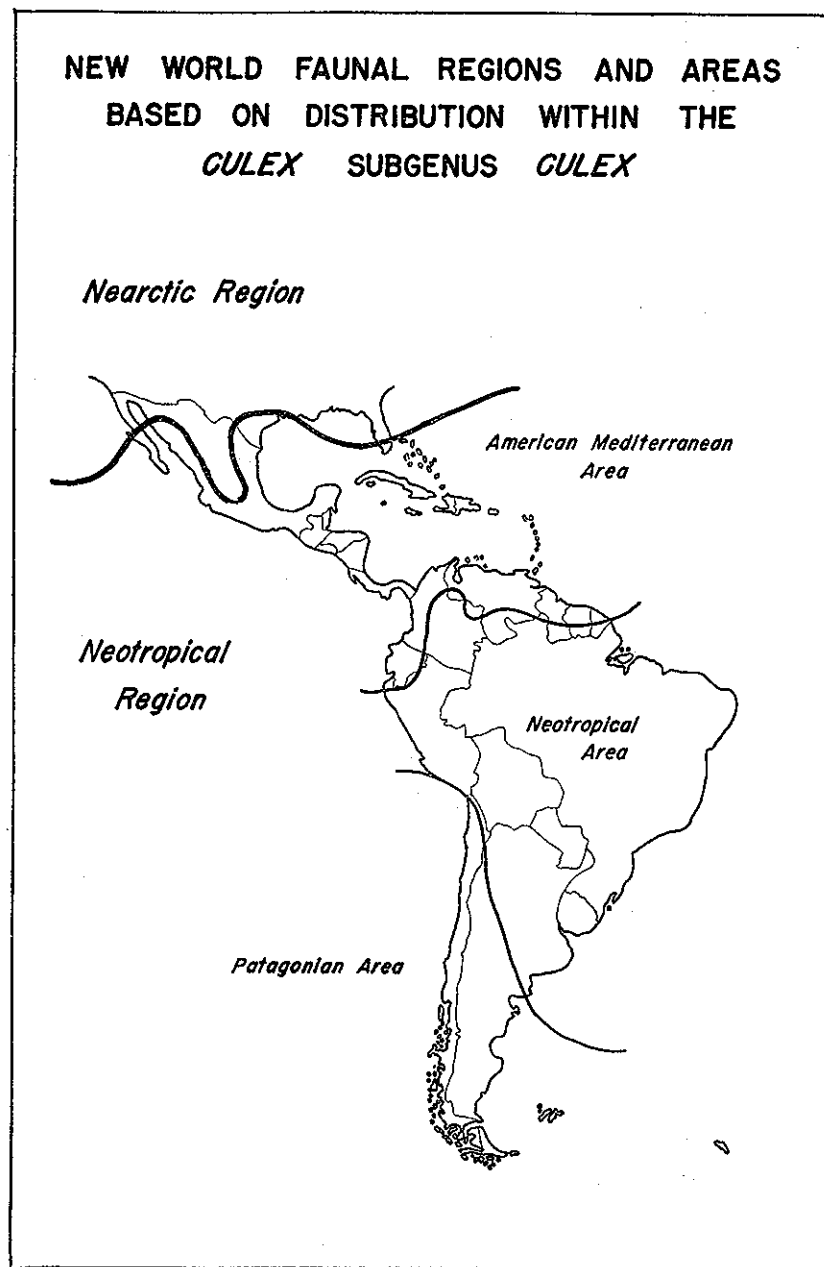 NEW WORLD FAUNAL REGIONS AND AREAS
BASED ON DISTRIBUTION WITHIN THE
CULEX SUBGENUS CULEX
Nearctic Region
American Mediterranean
Area
Neotropical
Region
Neotropical
Area
Patagonian Area